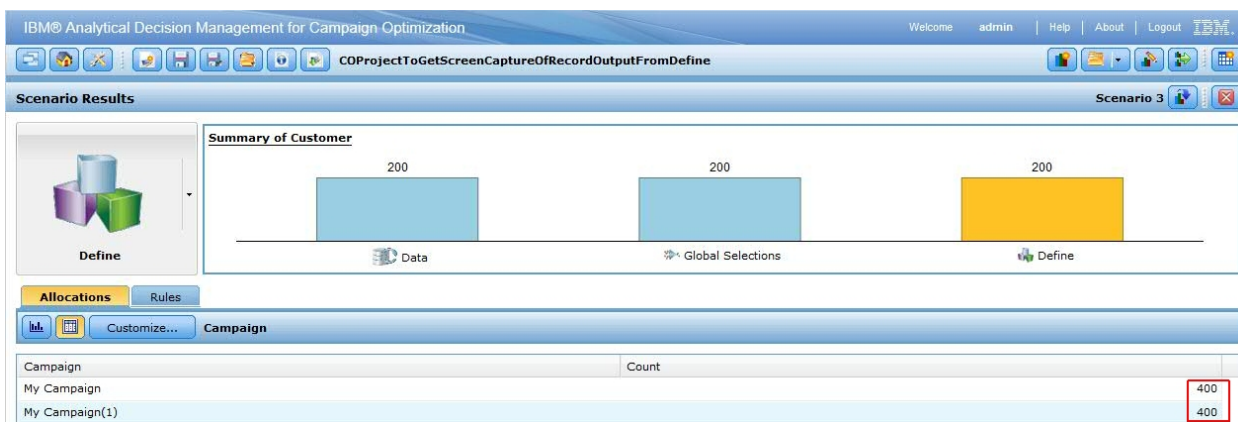 IBM® Analytical Decision Management for Campaign Optimization Welcome admin | Help | About | Logout IBM.
COProjectToGetScreenCaptureOfRecordOutputFromDefine
Scenario Results Scenario 3
Summary of Customer
200 200 200
Define Data Global Selections Define
Allocations Rules
Customize... Campaign
Campaign Count
My Campaign 400
My Campaign(1) 400